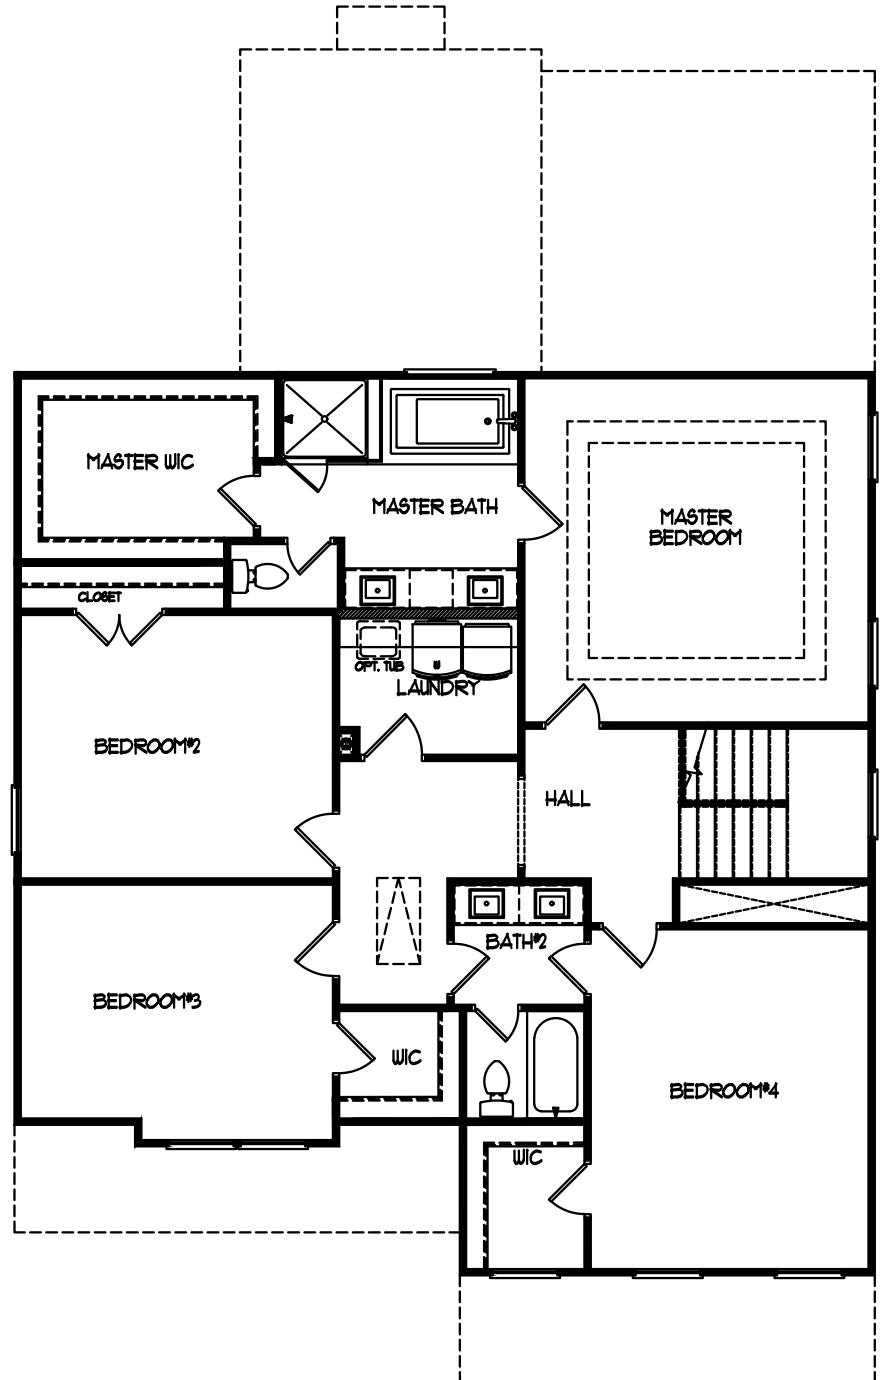 MASTER WIC
MASTER BATH
MASTER
BEDROOM
CLOSET
OPT. TUB
W
LAUNDRY
BEDROOM#2
HALL
BATH#2
BEDROOM#3
WIC
BEDROOM#4
WIC